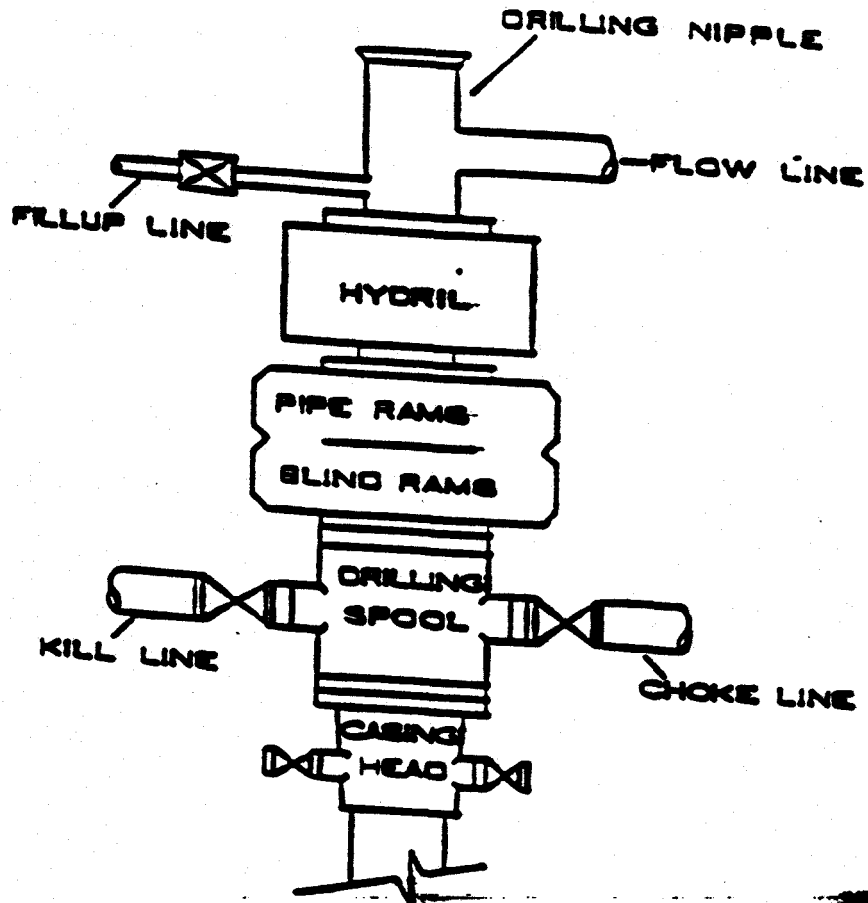 DRILLING NIPPLE
FLOW LINE
FILLUP LINE
HYDRIL
PIPE RAMS
BLIND RAMS
DRILLING
SPOOL
KILL LINE
CHOKE LINE
CASING
HEAD